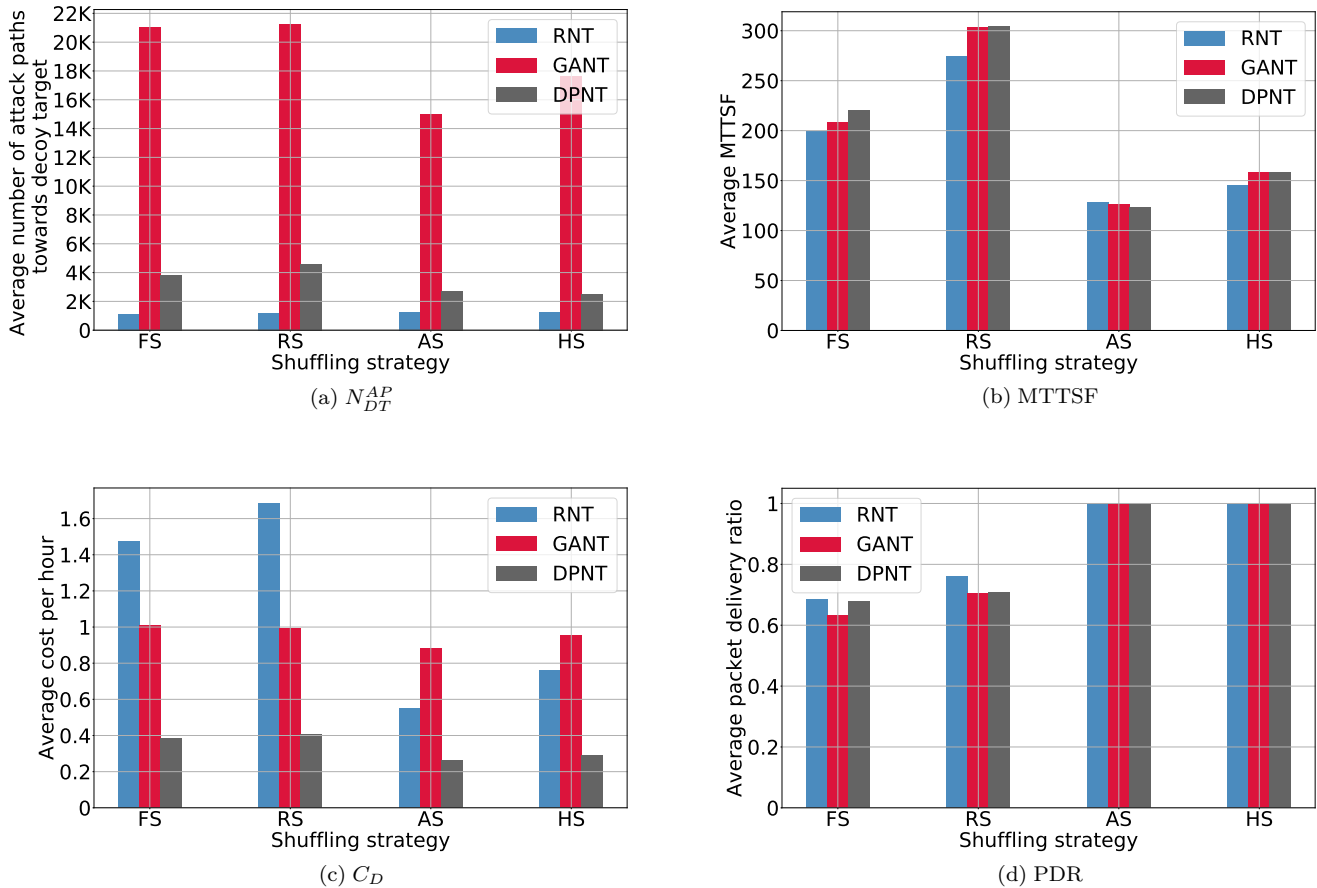 Average number of attack paths
towards decoy target
22K
20K
18K
16K
14K
12K
10K
8K
6K
4K
2K
0
RNT
GANT
DPNT
FS RS AS HS
Shuffling strategy
(a) N_{DT}^{AP}
Average MTTSF
300
250
200
150
100
50
0
RNT
GANT
DPNT
FS RS AS HS
Shuffling strategy
(b) MTTSF
Average cost per hour
1.6
1.4
1.2
1
0.8
0.6
0.4
0.2
0
RNT
GANT
DPNT
FS RS AS HS
Shuffling strategy
(c) C_D
Average packet delivery ratio
1
0.8
0.6
0.4
0.2
0
RNT
GANT
DPNT
FS RS AS HS
Shuffling strategy
(d) PDR